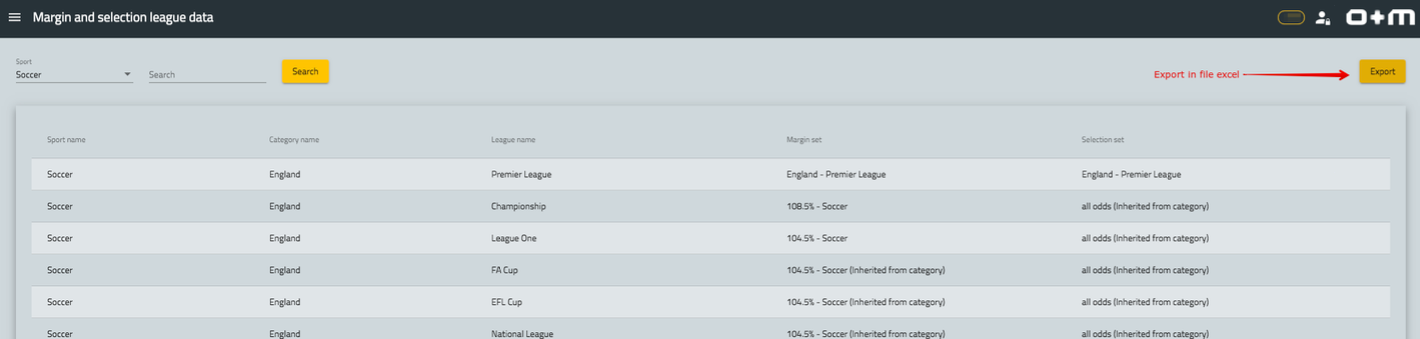 Margin and selection league data
O+M
Sport
Soccer
Search
Search
Export in file excel
Export
Sport name Category name League name Margin set Selection set
Soccer England Premier League England - Premier League England - Premier League
Soccer England Championship 108.5% - Soccer all odds (Inherited from category)
Soccer England League One 104.5% - Soccer all odds (Inherited from category)
Soccer England FA Cup 104.5% - Soccer (Inherited from category) all odds (Inherited from category)
Soccer England EFL Cup 104.5% - Soccer (Inherited from category) all odds (Inherited from category)
Soccer England National League 104.5% - Soccer (Inherited from category) all odds (Inherited from category)